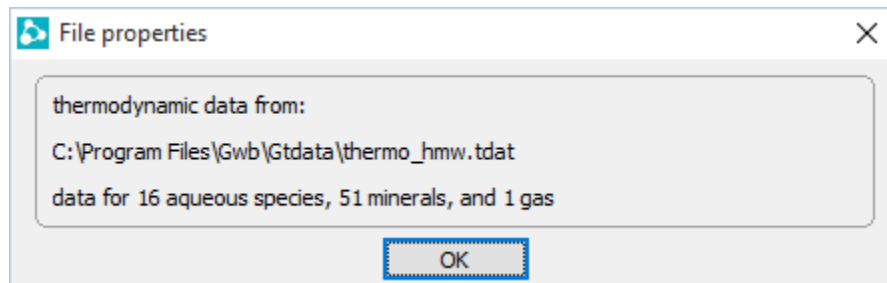 File properties
thermodynamic data from:
C:\Program Files\Gwb\Gtdata\thermo_hmw.tdat
data for 16 aqueous species, 51 minerals, and 1 gas
OK